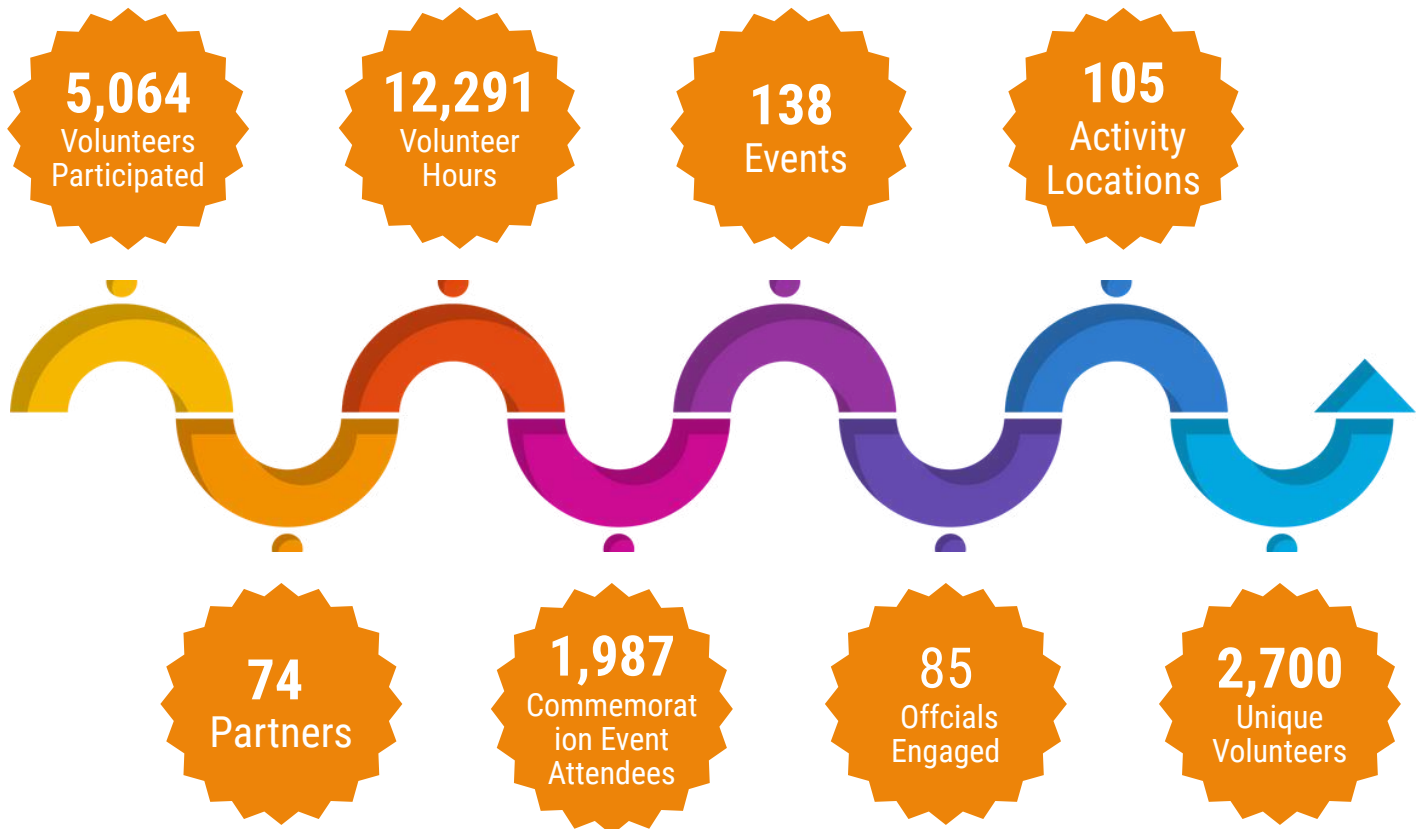 5,064
Volunteers
Participated
12,291
Volunteer
Hours
138
Events
105
Activity
Locations
74
Partners
1,987
Commemorat
ion Event
Attendees
85
Offcials
Engaged
2,700
Unique
Volunteers